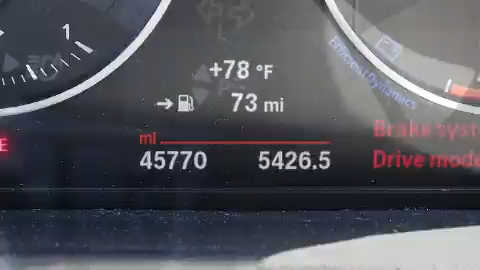 1
+78 °F
➔ 73 mi
EfficientDynamics
mi
45770 5426.5
E
Brake syst
Drive mode